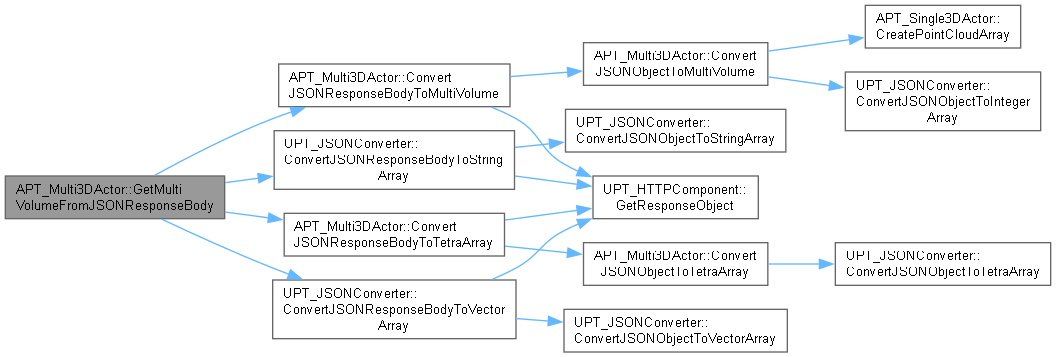 APT_Multi3DActor::GetMulti
VolumeFromJSONResponseBody
APT_Multi3DActor::Convert
JSONResponseBodyToMultiVolume
UPT_JSONConverter::
ConvertJSONResponseBodyToString
Array
APT_Multi3DActor::Convert
JSONResponseBodyToTetraArray
UPT_JSONConverter::
ConvertJSONResponseBodyToVector
Array
APT_Multi3DActor::Convert
JSONObjectToMultiVolume
UPT_JSONConverter::
ConvertJSONObjectToStringArray
UPT_HTTPComponent::
GetResponseObject
APT_Multi3DActor::Convert
JSONObjectToTetraArray
UPT_JSONConverter::
ConvertJSONObjectToVectorArray
APT_Single3DActor::
CreatePointCloudArray
UPT_JSONConverter::
ConvertJSONObjectToInteger
Array
UPT_JSONConverter::
ConvertJSONObjectToTetraArray